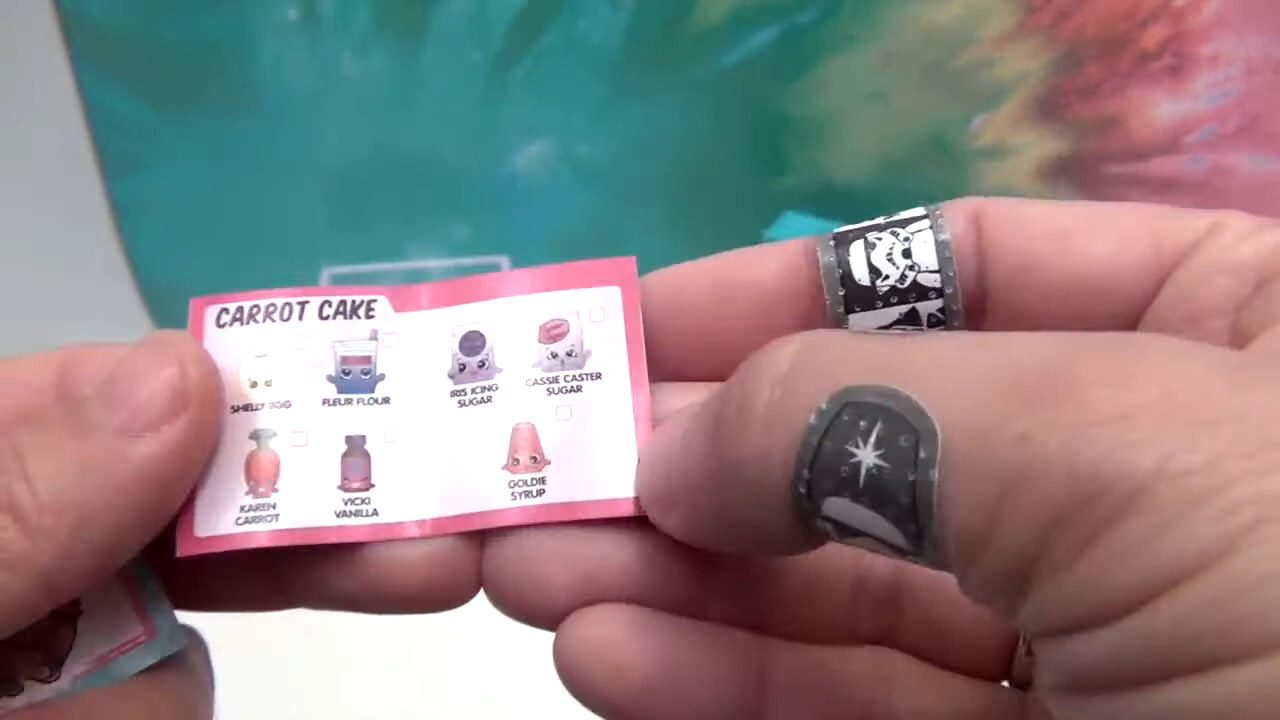 CARROT CAKE
SHELLY EGG
FLEUR FLOUR
IRIS ICING
SUGAR
CASSIE CASTER
SUGAR
KAREN
CARROT
VICKI
VANILLA
GOLDIE
SYRUP